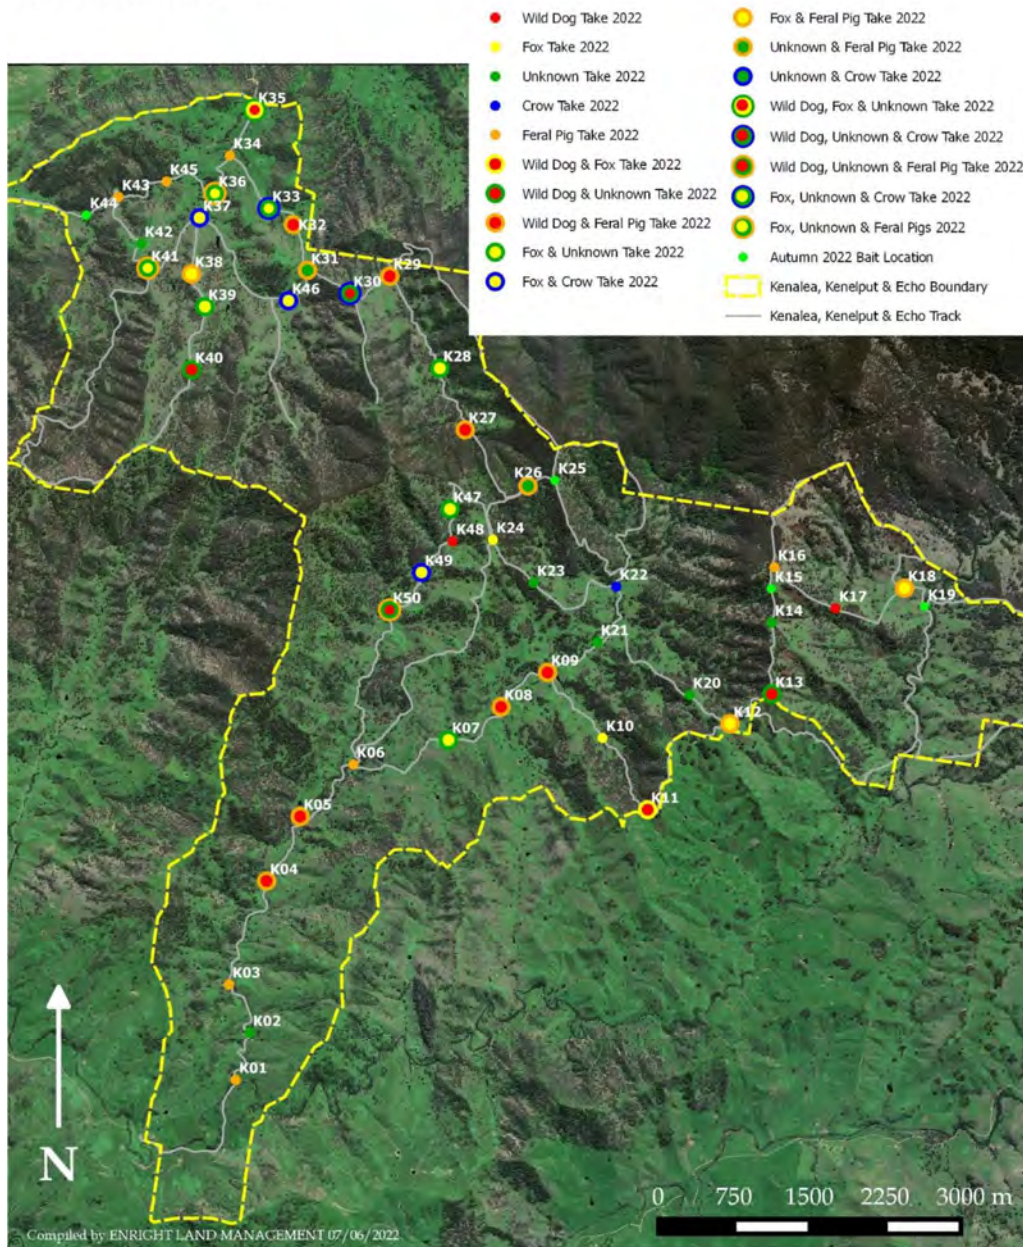 Wild Dog Take 2022
Fox Take 2022
Unknown Take 2022
Crow Take 2022
Feral Pig Take 2022
Wild Dog & Fox Take 2022
Wild Dog & Unknown Take 2022
Wild Dog & Feral Pig Take 2022
Fox & Unknown Take 2022
Fox & Crow Take 2022
Fox & Feral Pig Take 2022
Unknown & Feral Pig Take 2022
Unknown & Crow Take 2022
Wild Dog, Fox & Unknown Take 2022
Wild Dog, Unknown & Crow Take 2022
Wild Dog, Unknown & Feral Pig Take 2022
Fox, Unknown & Crow Take 2022
Fox, Unknown & Feral Pigs 2022
Autumn 2022 Bait Location
Kenalea, Kenelput & Echo Boundary
Kenalea, Kenelput & Echo Track
K35
K34
K45
K36
K43
K44
K37
K33
K32
K42
K41
K38
K31
K30
K29
K46
K39
K40
K28
K27
K26
K25
K47
K48
K24
K49
K23
K22
K50
K16
K15
K14
K17
K18
K19
K21
K09
K20
K13
K08
K12
K07
K10
K06
K11
K05
K04
K03
K02
K01
N
0 750 1500 2250 3000 m
Compiled by ENRIGHT LAND MANAGEMENT 07/06/2022